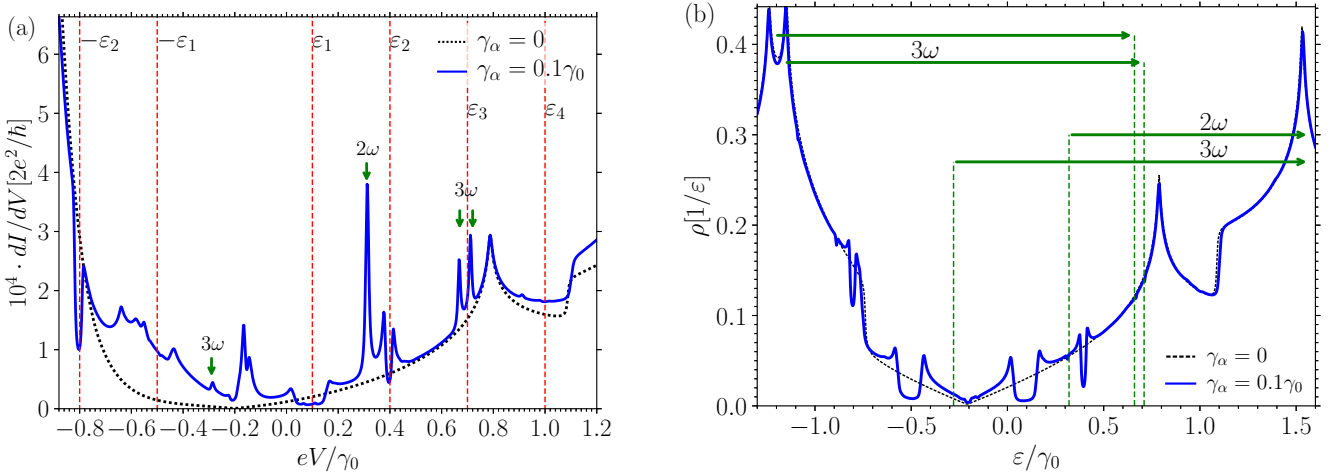 (a)
−ε₂
−ε₁
ε₁
ε₂
ε₃
ε₄
γα = 0
γα = 0.1γ₀
2ω
3ω
3ω
10⁴ · dI/dV [2e²/ħ]
6
5
4
3
2
1
0
−0.8 −0.6 −0.4 −0.2 0.0 0.2 0.4 0.6 0.8 1.0 1.2
eV/γ₀
(b)
3ω
2ω
3ω
γα = 0
γα = 0.1γ₀
ρ[1/ε]
0.4
0.3
0.2
0.1
0.0
−1.0 −0.5 0.0 0.5 1.0 1.5
ε/γ₀